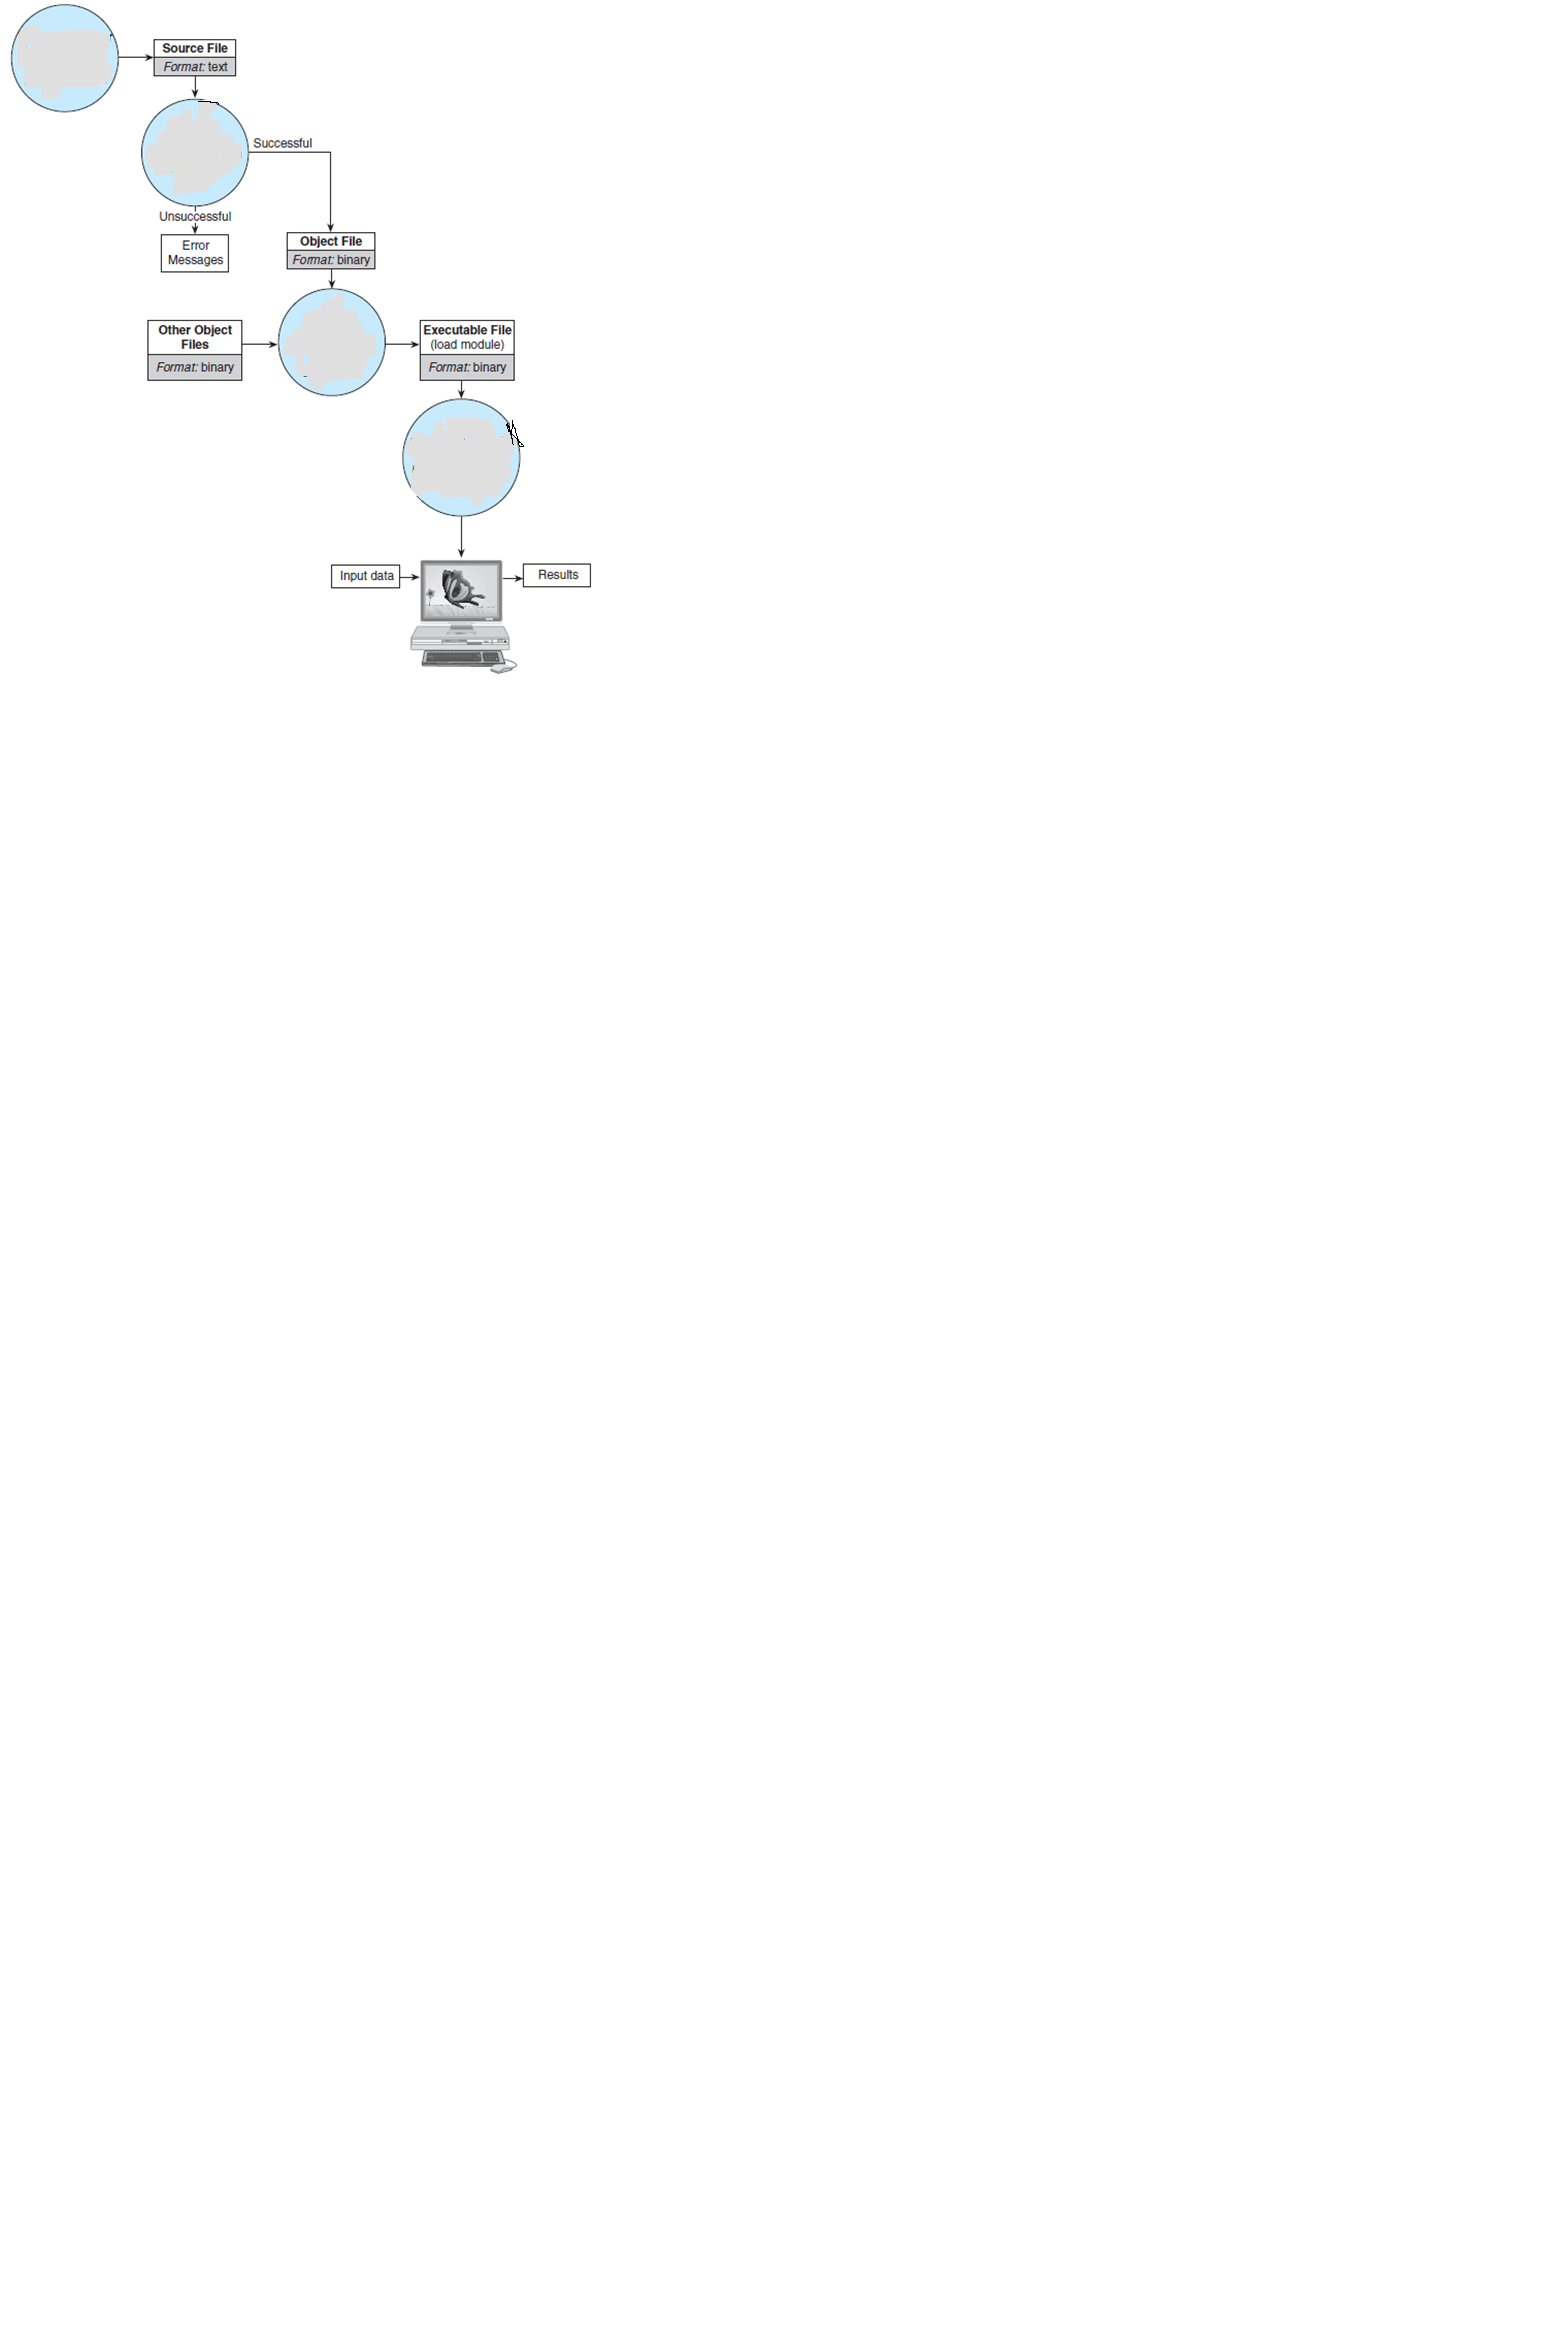 Source File
Format: text
Successful
Unsuccessful
Error
Messages
Object File
Format: binary
Other Object
Files
Format: binary
Executable File
(load module)
Format: binary
Input data
Results